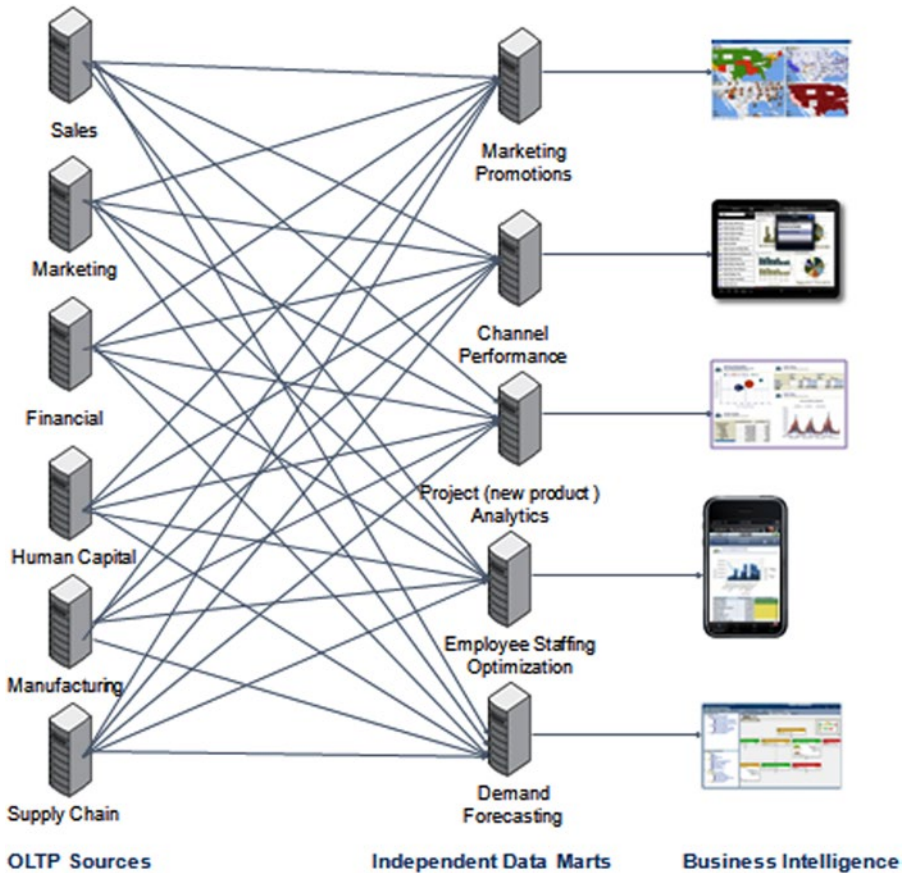 Sales
Marketing
Promotions
Marketing
Channel
Performance
Financial
Project (new product )
Analytics
Human Capital
Employee Staffing
Optimization
Manufacturing
Demand
Forecasting
Supply Chain
OLTP Sources
Independent Data Marts
Business Intelligence